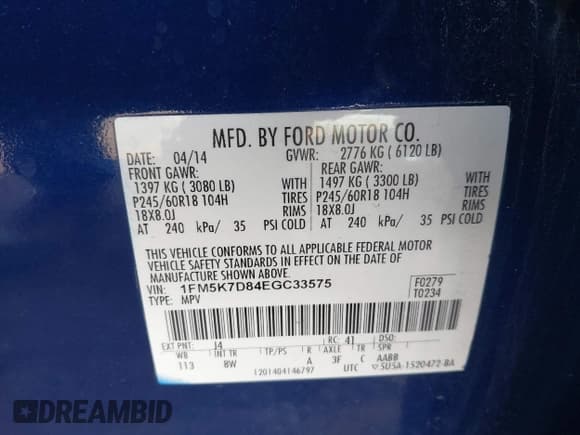 MFD. BY FORD MOTOR CO.
DATE: 04/14 GVWR: 2776 KG ( 6120 LB)
FRONT GAWR: REAR GAWR:
1397 KG ( 3080 LB) WITH 1497 KG ( 3300 LB) WITH
P245/60R18 104H TIRES P245/60R18 104H TIRES
18X8.0J RIMS 18X8.0J RIMS
AT 240 kPa/ 35 PSI COLD AT 240 kPa/ 35 PSI COLD
THIS VEHICLE CONFORMS TO ALL APPLICABLE FEDERAL MOTOR
VEHICLE SAFETY STANDARDS IN EFFECT ON THE DATE OF
MANUFACTURE SHOWN ABOVE.
VIN: 1FM5K7D84EGC33575 F0279
TYPE: MPV T0234
EXT PNT: J4 RC: 41 DSO:
WB INT TR TP/PS R AXLE TR SPR
113 8W A 3F C AABB
1201404146797 UTC 5U5A-1520472-BA
DREAMBID